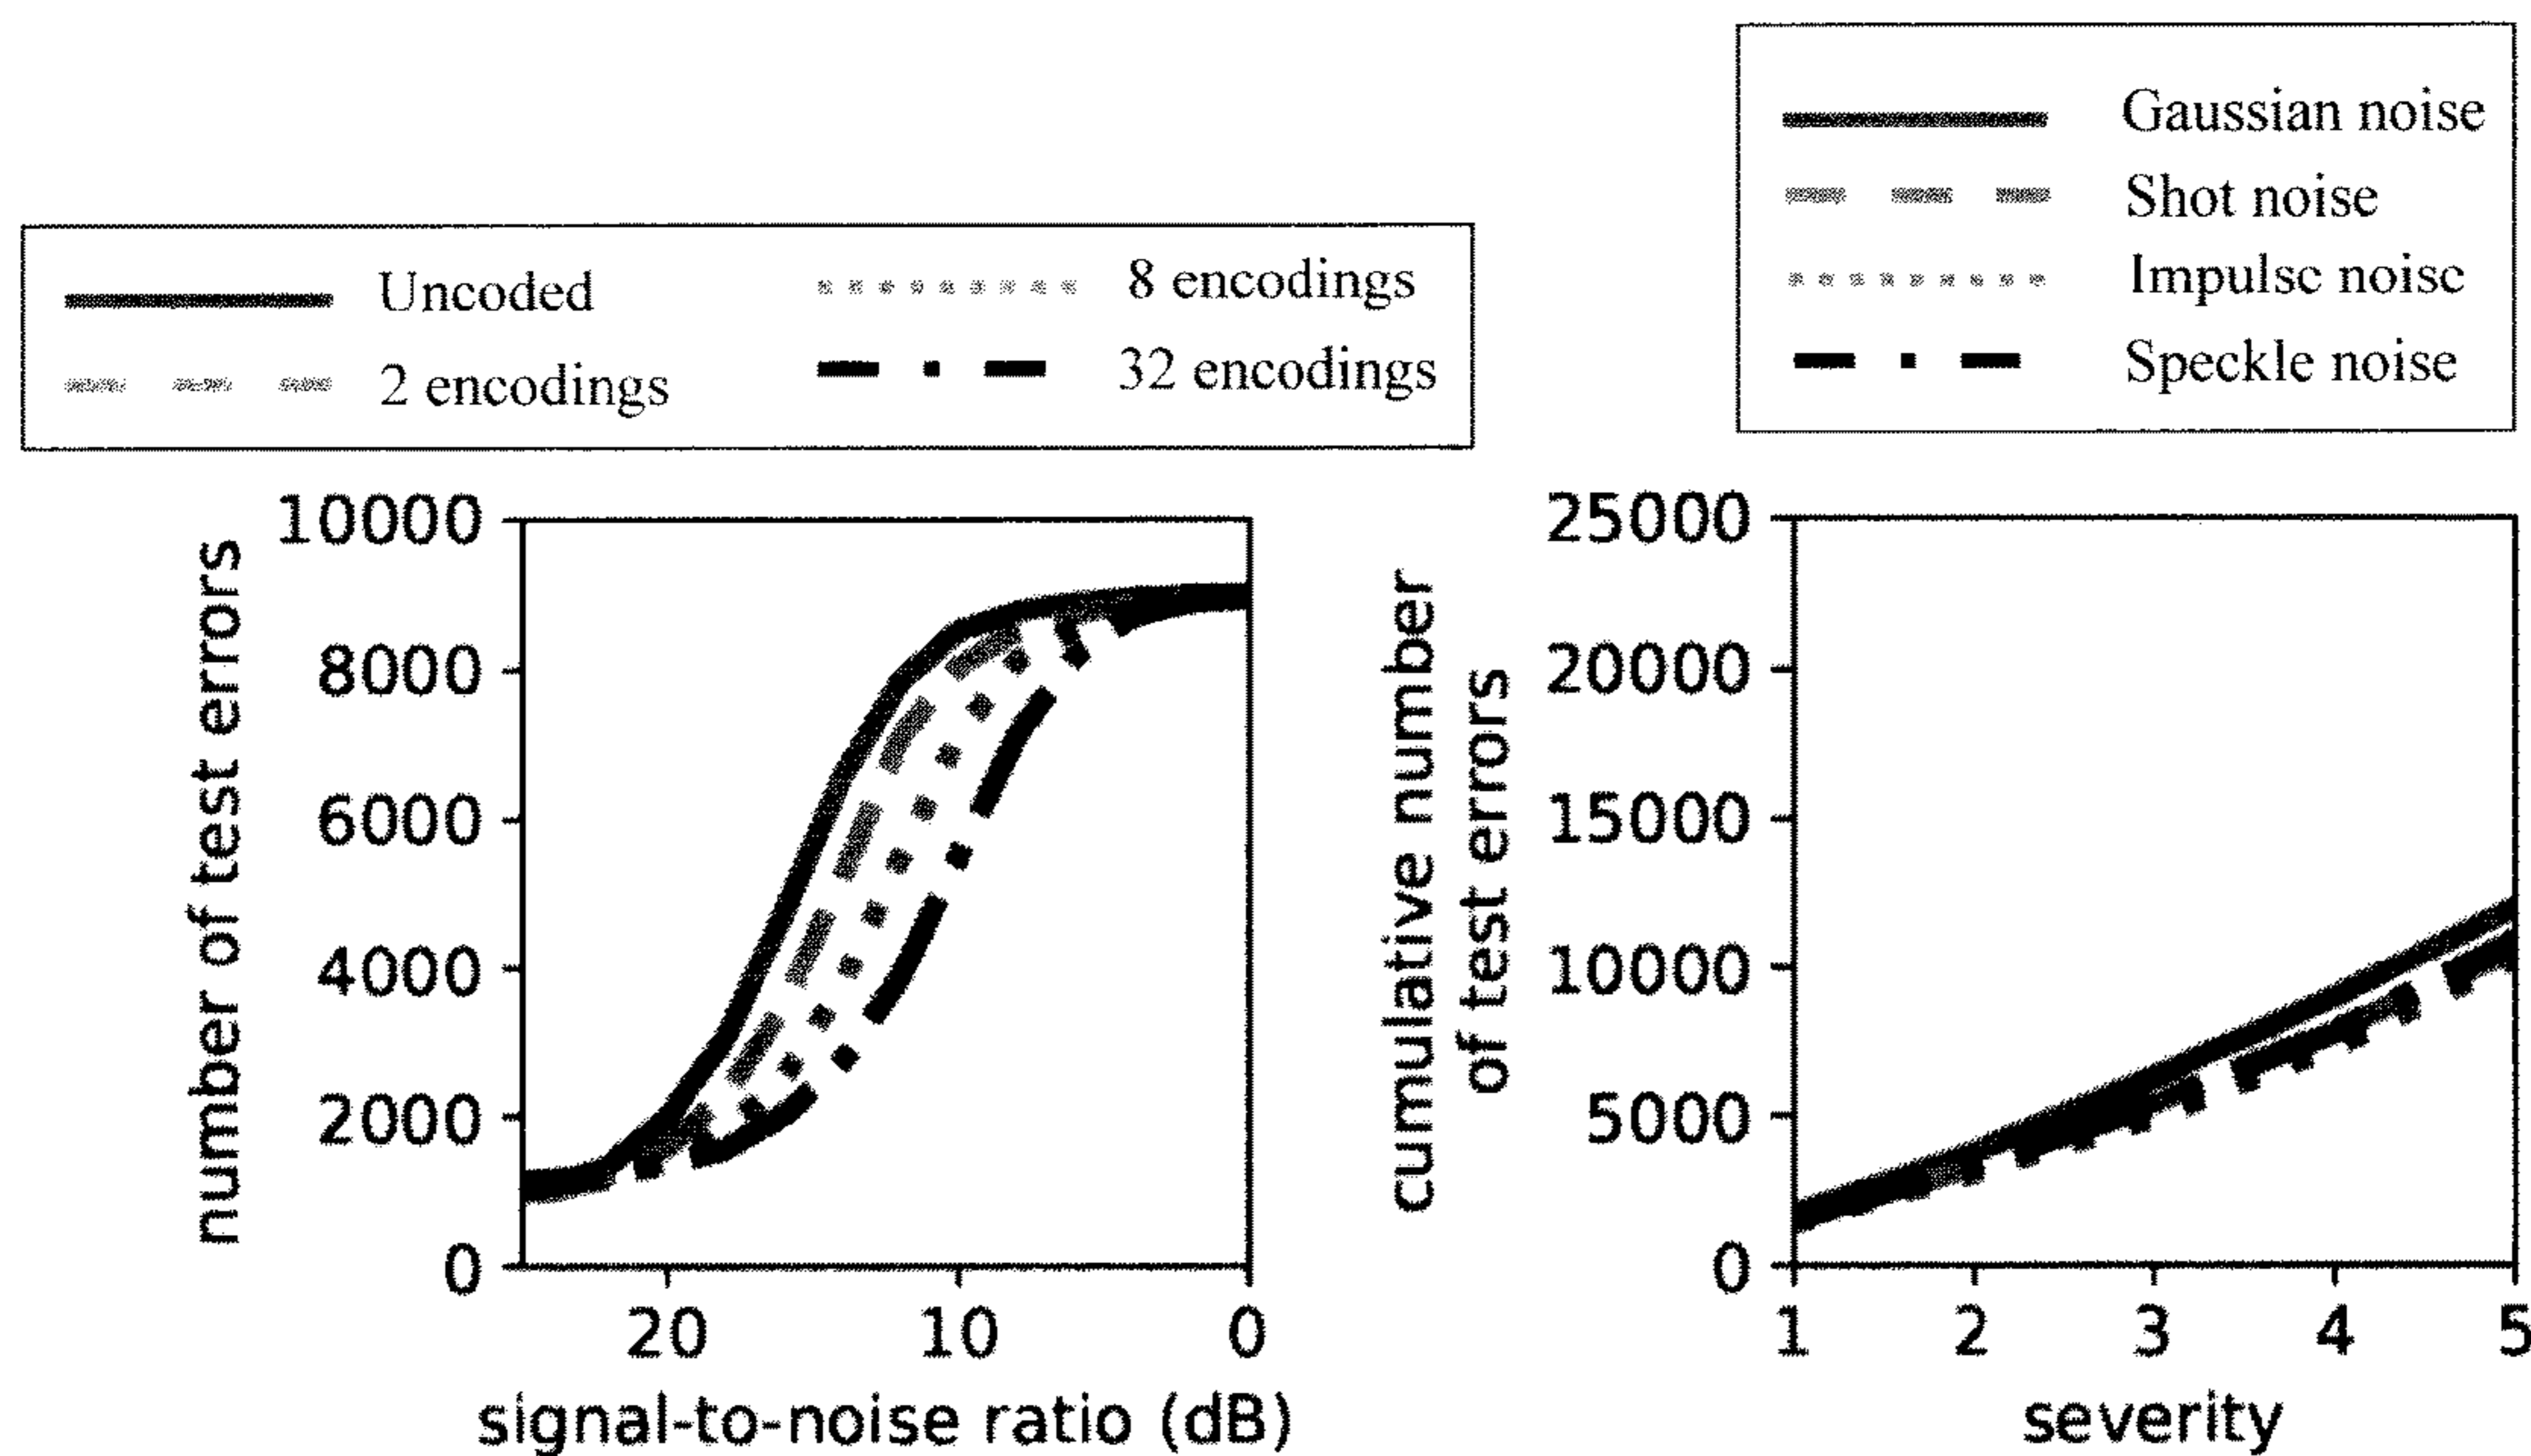 Uncoded
2 encodings
8 encodings
32 encodings
Gaussian noise
Shot noise
Impulse noise
Speckle noise
number of test errors
10000
8000
6000
4000
2000
0
20 10 0
signal-to-noise ratio (dB)
cumulative number
of test errors
25000
20000
15000
10000
5000
0
1 2 3 4 5
severity